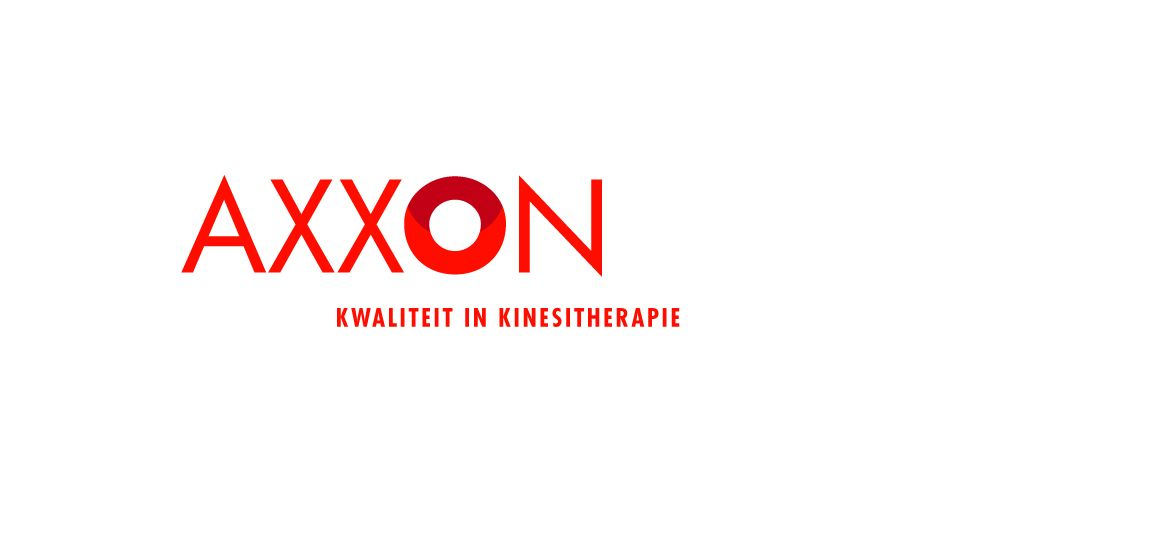 AXXON
KWALITEIT IN KINESITHERAPIE